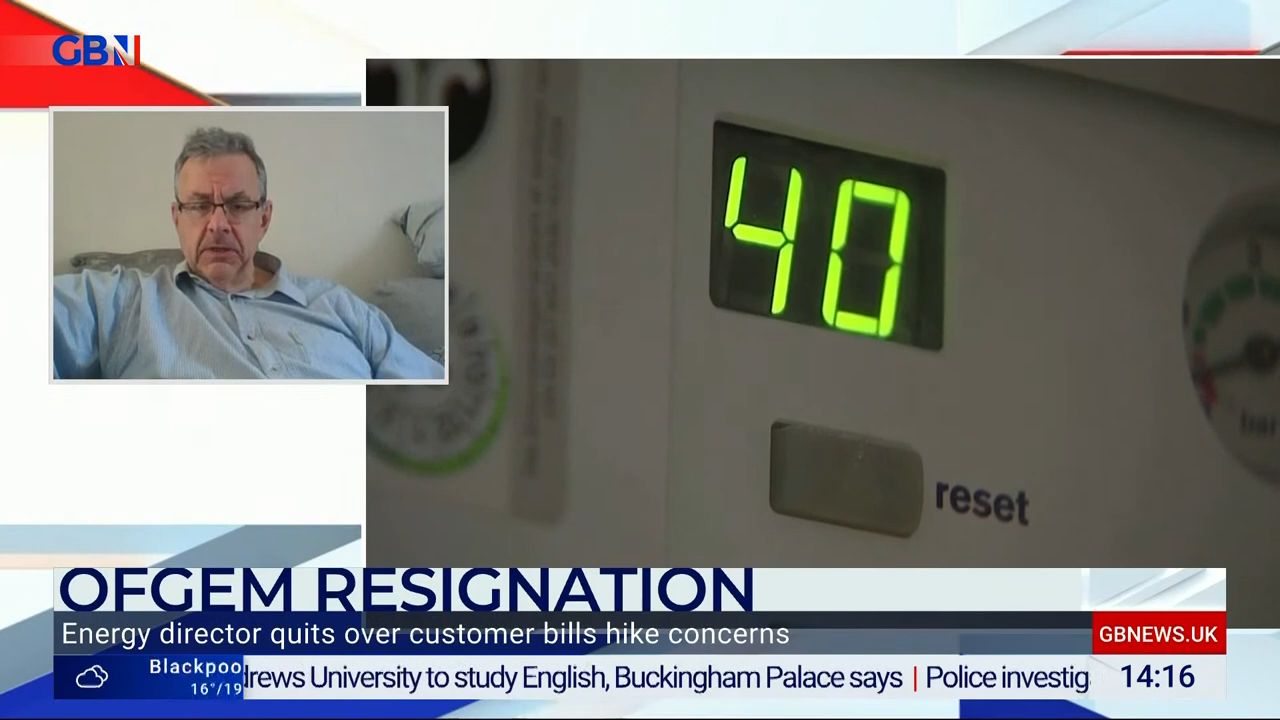 GBN
40
reset
OFGEM RESIGNATION
Energy director quits over customer bills hike concerns
GBNEWS.UK
Blackpoo
16°/19
drews University to study English, Buckingham Palace says | Police investig
14:16